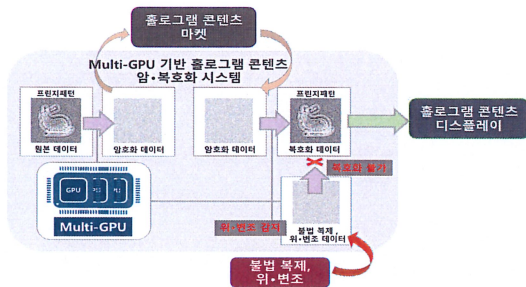 홀로그램 콘텐츠
마켓
Multi-GPU 기반 홀로그램 콘텐츠
암•복호화 시스템
프린지패턴
원본 데이터
암호화 데이터
암호화 데이터
프린지패턴
복호화 데이터
홀로그램 콘텐츠
디스플레이
GPU
Multi-GPU
복호화 불가
위•변조 검출
불법 복제,
위•변조 데이터
불법 복제,
위•변조